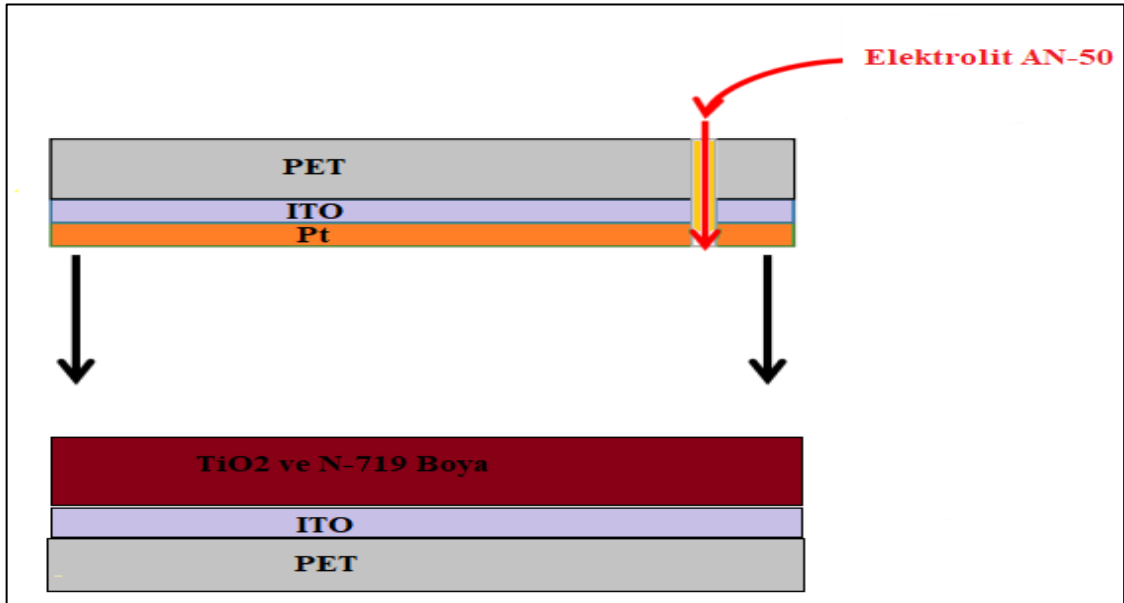 Elektrolit AN-50
PET
ITO
Pt
TiO2 ve N-719 Boya
ITO
PET